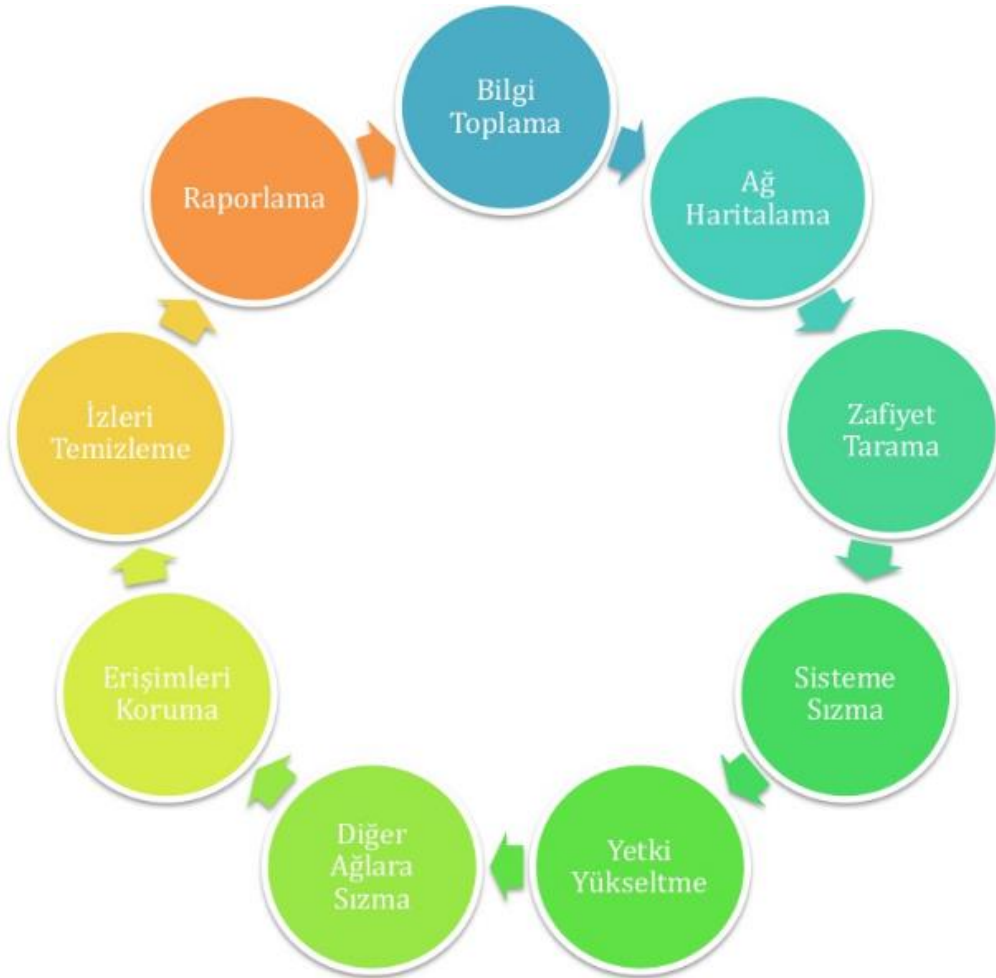 Bilgi
Toplama
Ağ
Haritalama
Zafiyet
Tarama
Sisteme
Sızma
Yetki
Yükseltme
Diğer
Ağlara
Sızma
Erişimleri
Koruma
İzleri
Temizleme
Raporlama